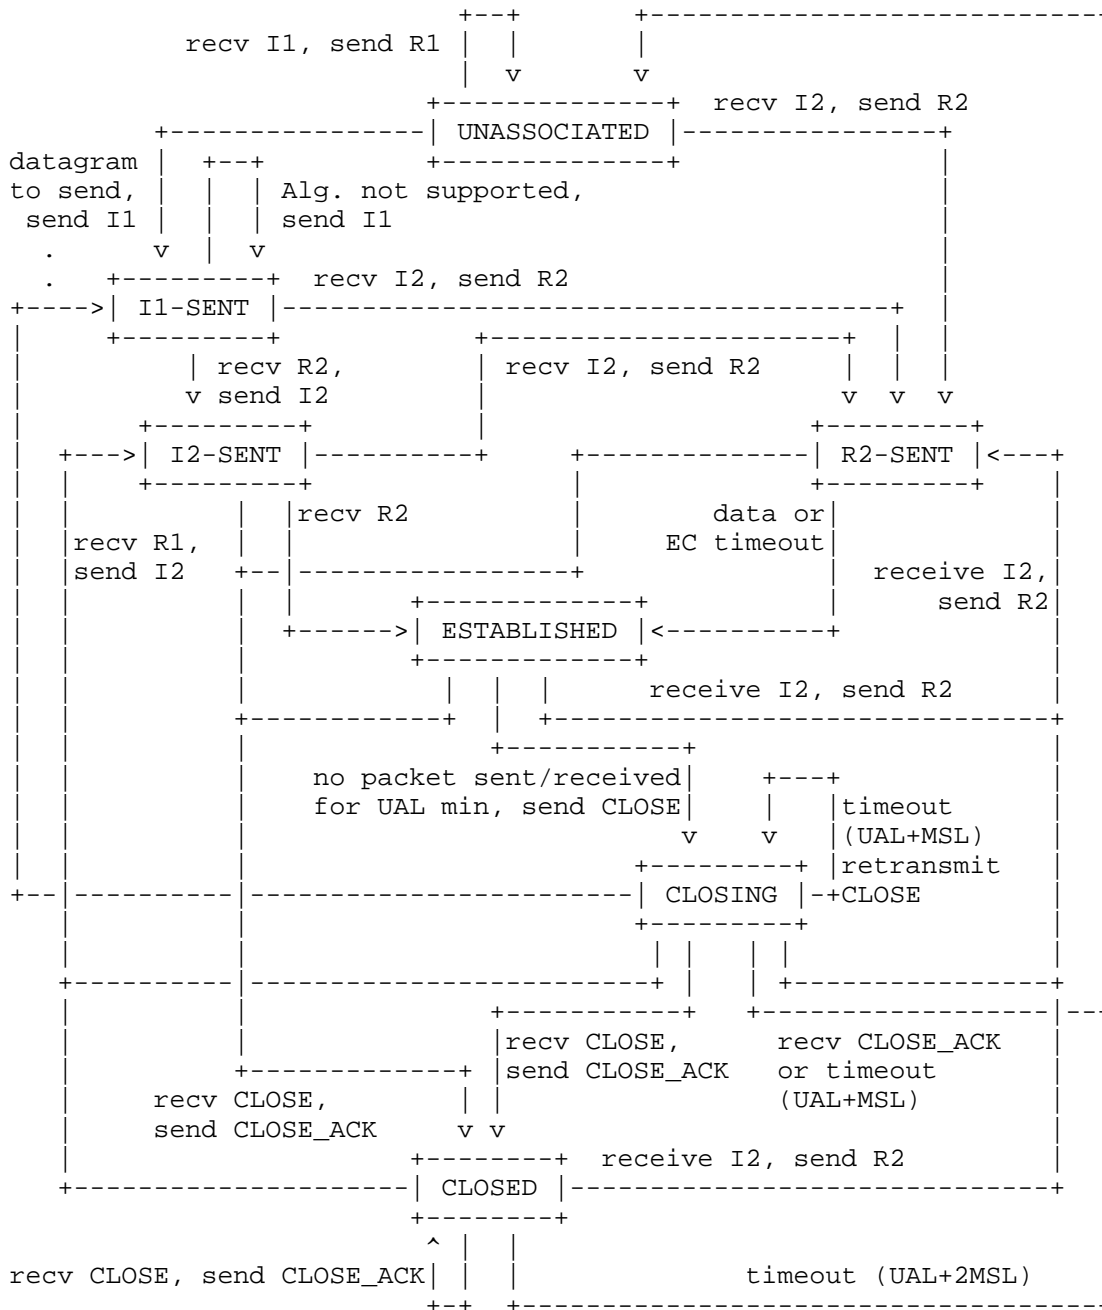 recv I1, send R1
recv I2, send R2
UNASSOCIATED
datagram
to send, Alg. not supported,
send I1 send I1
.
. recv I2, send R2
I1-SENT
recv R2, recv I2, send R2
v send I2 v v v
I2-SENT R2-SENT
recv R2 data or
recv R1, EC timeout
send I2 receive I2,
send R2
ESTABLISHED
receive I2, send R2
no packet sent/received
for UAL min, send CLOSE timeout
v v (UAL+MSL)
retransmit
CLOSING CLOSE
recv CLOSE, recv CLOSE_ACK
send CLOSE_ACK or timeout
recv CLOSE, (UAL+MSL)
send CLOSE_ACK v v
receive I2, send R2
CLOSED
recv CLOSE, send CLOSE_ACK timeout (UAL+2MSL)